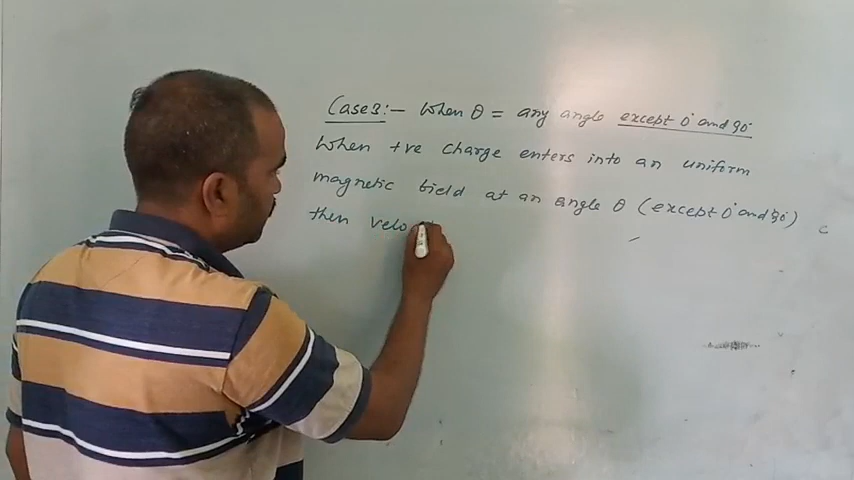 Case 3:- When θ = any angle except 0° and 90°
When +ve charge enters into an uniform
magnetic field at an angle θ (except 0° and 90°)
then velo